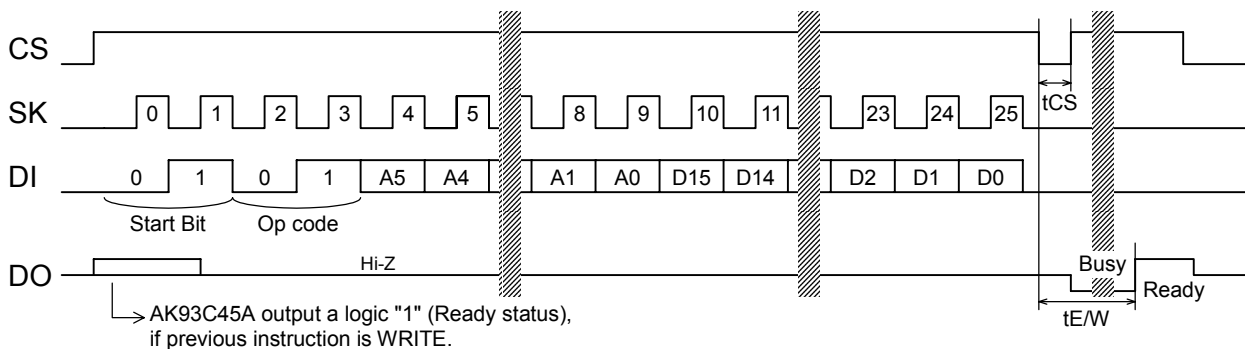 CS
tCS
SK 0 1 2 3 4 5 8 9 10 11 23 24 25
DI 0 1 0 1 A5 A4 A1 A0 D15 D14 D2 D1 D0
Start Bit Op code
DO Hi-Z Busy Ready
tE/W
AK93C45A output a logic "1" (Ready status),
if previous instruction is WRITE.